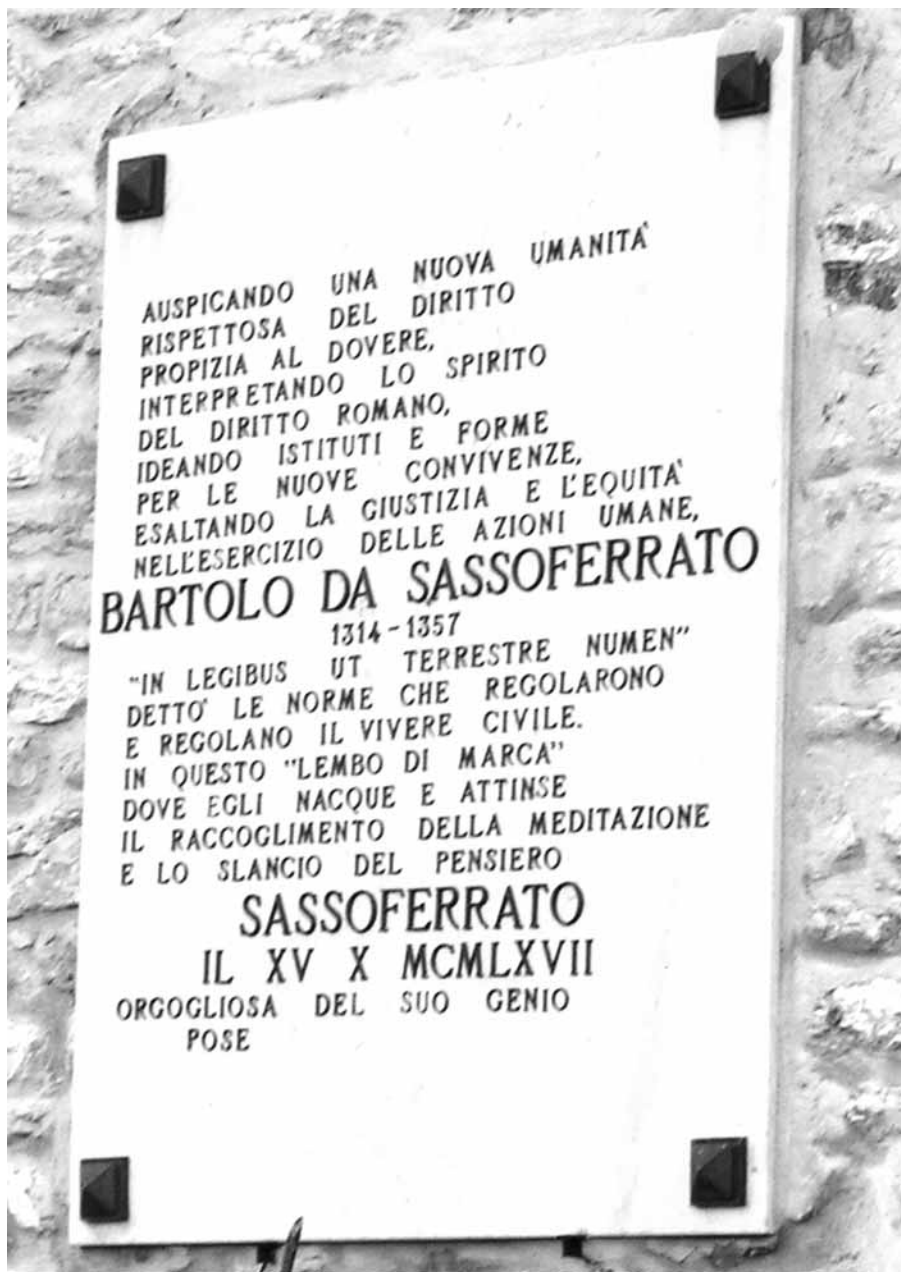 AUSPICANDO UNA NUOVA UMANITA'
RISPETTOSA DEL DIRITTO
PROPIZIA AL DOVERE,
INTERPRETANDO LO SPIRITO
DEL DIRITTO ROMANO,
IDEANDO ISTITUTI E FORME
PER LE NUOVE CONVIVENZE,
ESALTANDO LA GIUSTIZIA E L'EQUITA'
NELL'ESERCIZIO DELLE AZIONI UMANE,
BARTOLO DA SASSOFERRATO
1314-1357
"IN LEGIBUS UT TERRESTRE NUMEN"
DETTO' LE NORME CHE REGOLARONO
E REGOLANO IL VIVERE CIVILE.
IN QUESTO "LEMBO DI MARCA"
DOVE EGLI NACQUE E ATTINSE
IL RACCOGLIMENTO DELLA MEDITAZIONE
E LO SLANCIO DEL PENSIERO
SASSOFERRATO
IL XV X MCMLXVII
ORGOGLIOSA DEL SUO GENIO
POSE